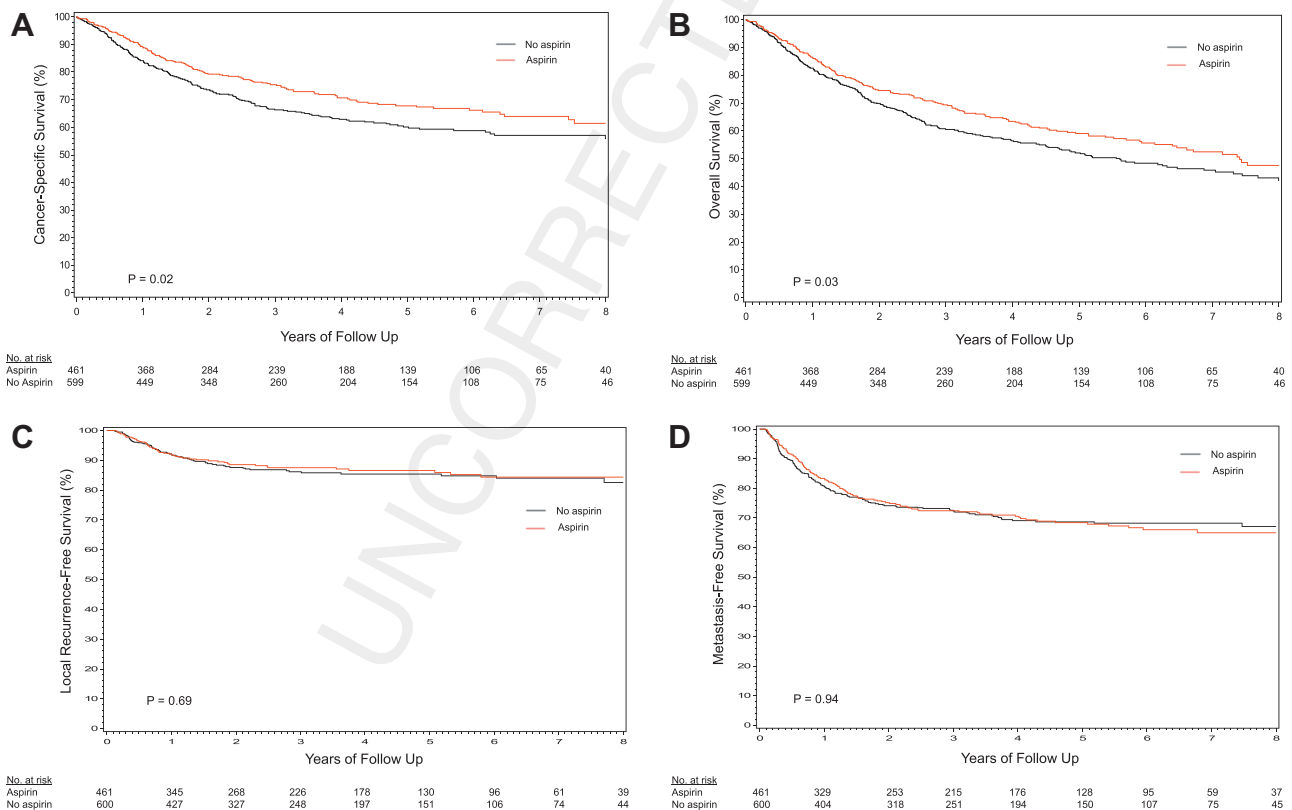 A
Cancer-Specific Survival (%)
100
90
80
70
60
50
40
30
20
10
0
No aspirin
Aspirin
P = 0.02
0 1 2 3 4 5 6 7 8
Years of Follow Up
No. at risk
Aspirin 461 368 284 239 188 139 106 65 40
No Aspirin 599 449 348 260 204 154 108 75 46
B
Overall Survival (%)
100
90
80
70
60
50
40
30
20
10
0
No aspirin
Aspirin
P = 0.03
0 1 2 3 4 5 6 7 8
Years of Follow Up
No. at risk
Aspirin 461 368 284 239 188 139 106 65 40
No Aspirin 599 449 348 260 204 154 108 75 46
C
Local Recurrence-Free Survival (%)
100
90
80
70
60
50
40
30
20
10
0
No aspirin
Aspirin
P = 0.69
0 1 2 3 4 5 6 7 8
Years of Follow Up
No. at risk
Aspirin 461 345 268 226 178 130 96 61 39
No aspirin 600 427 327 248 197 151 106 74 44
D
Metastasis-Free Survival (%)
100
90
80
70
60
50
40
30
20
10
0
No aspirin
Aspirin
P = 0.94
0 1 2 3 4 5 6 7 8
Years of Follow Up
No. at risk
Aspirin 461 329 253 215 176 128 95 59 37
No aspirin 600 404 318 251 194 150 107 75 45
UNCORRECTE